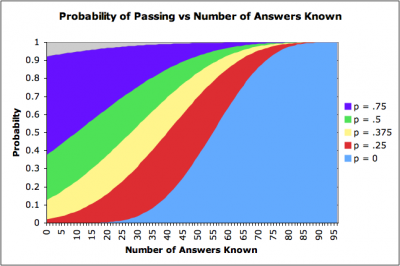 Probability of Passing vs Number of Answers Known
1
0.9
0.8
0.7
0.6
0.5
0.4
0.3
0.2
0.1
0
Probabilty
0 5 10 15 20 25 30 35 40 45 50 55 60 65 70 75 80 85 90 95
Number of Answers Known
p = .75
p = .5
p = .375
p = .25
p = 0